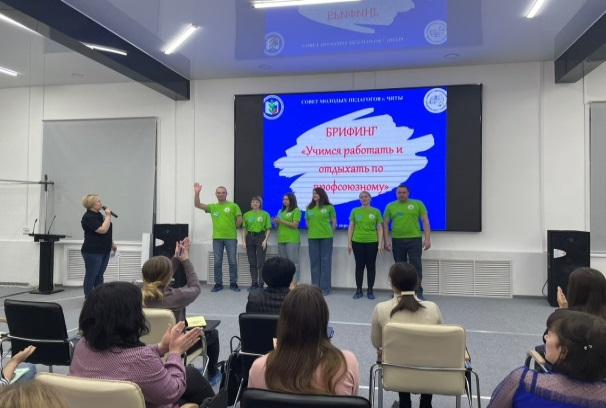 СОВЕТ МОЛОДЫХ ПЕДАГОГОВ г. ЧИТЫ
БРИФИНГ
«Учимся работать и
отдыхать по
профсоюзному»